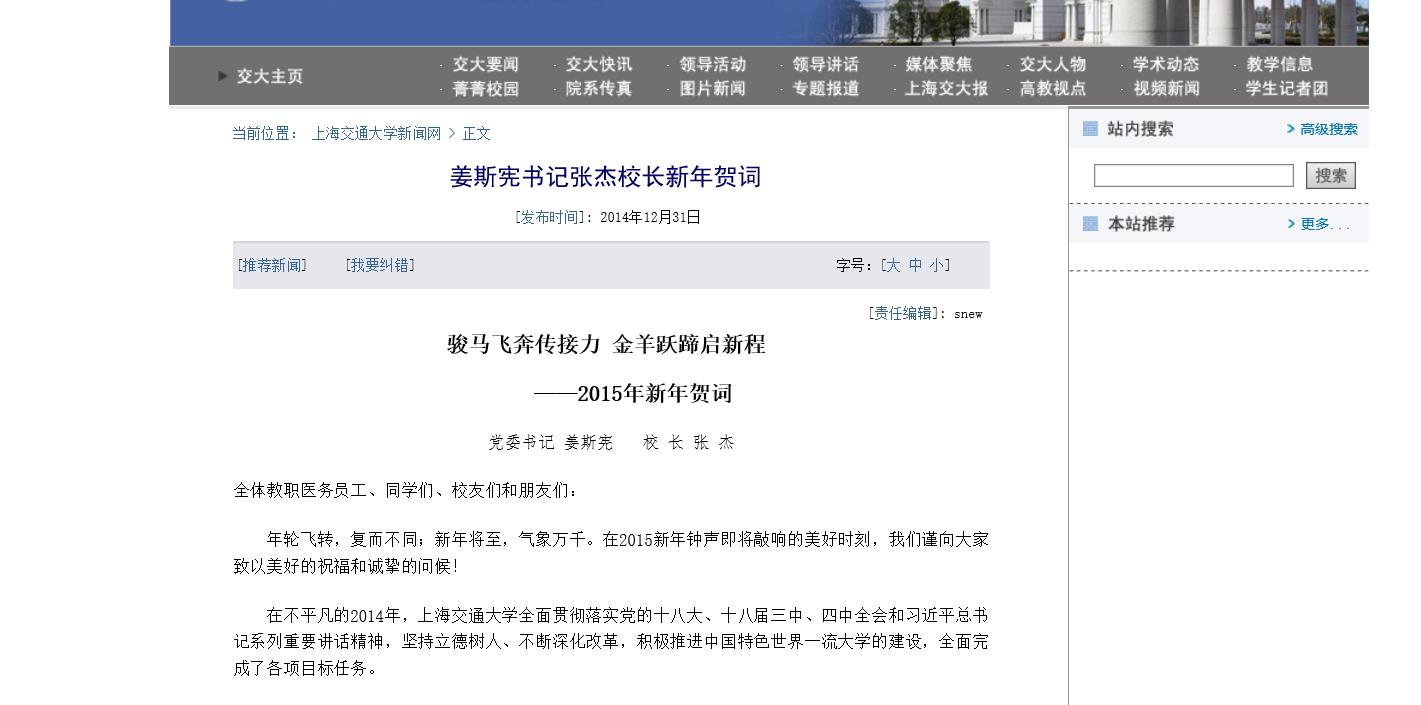 交大主页
· 交大要闻 · 交大快讯 · 领导活动 · 领导讲话 · 媒体聚焦 · 交大人物 · 学术动态 · 教学信息
· 菁菁校园 · 院系传真 · 图片新闻 · 专题报道 · 上海交大报 · 高教视点 · 视频新闻 · 学生记者团
当前位置： 上海交通大学新闻网 > 正文
姜斯宪书记张杰校长新年贺词
[发布时间]: 2014年12月31日
[推荐新闻] [我要纠错] 字号：[大 中 小]
[责任编辑]: snew
骏马飞奔传接力 金羊跃蹄启新程
——2015年新年贺词
党委书记 姜斯宪 校 长 张 杰
全体教职医务员工、同学们、校友们和朋友们：
年轮飞转，复而不同；新年将至，气象万千。在2015新年钟声即将敲响的美好时刻，我们谨向大家
致以美好的祝福和诚挚的问候！
在不平凡的2014年，上海交通大学全面贯彻落实党的十八大、十八届三中、四中全会和习近平总书
记系列重要讲话精神，坚持立德树人、不断深化改革，积极推进中国特色世界一流大学的建设，全面完
成了各项目标任务。
站内搜索 > 高级搜索
搜索
本站推荐 > 更多...